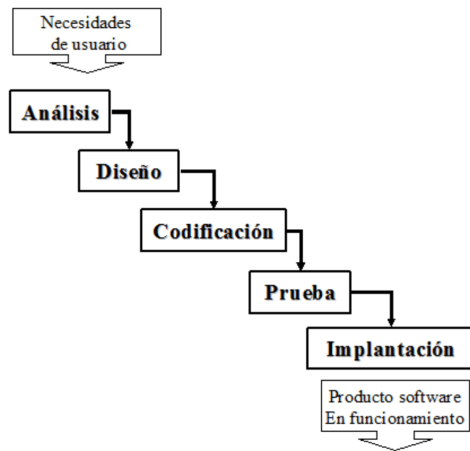 Necesidades
de usuario
Análisis
Diseño
Codificación
Prueba
Implantación
Producto software
En funcionamiento